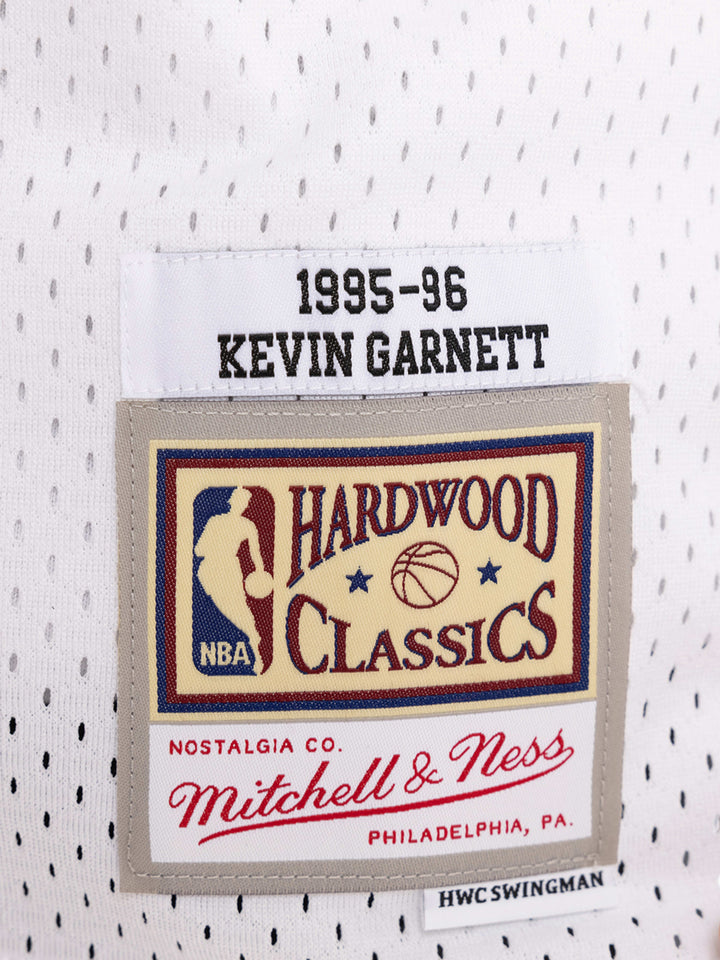 1995-96
KEVIN GARNETT
HARDWOOD
CLASSICS
NBA
NOSTALGIA CO.
Mitchell & Ness
PHILADELPHIA, PA.
HWC SWINGMAN